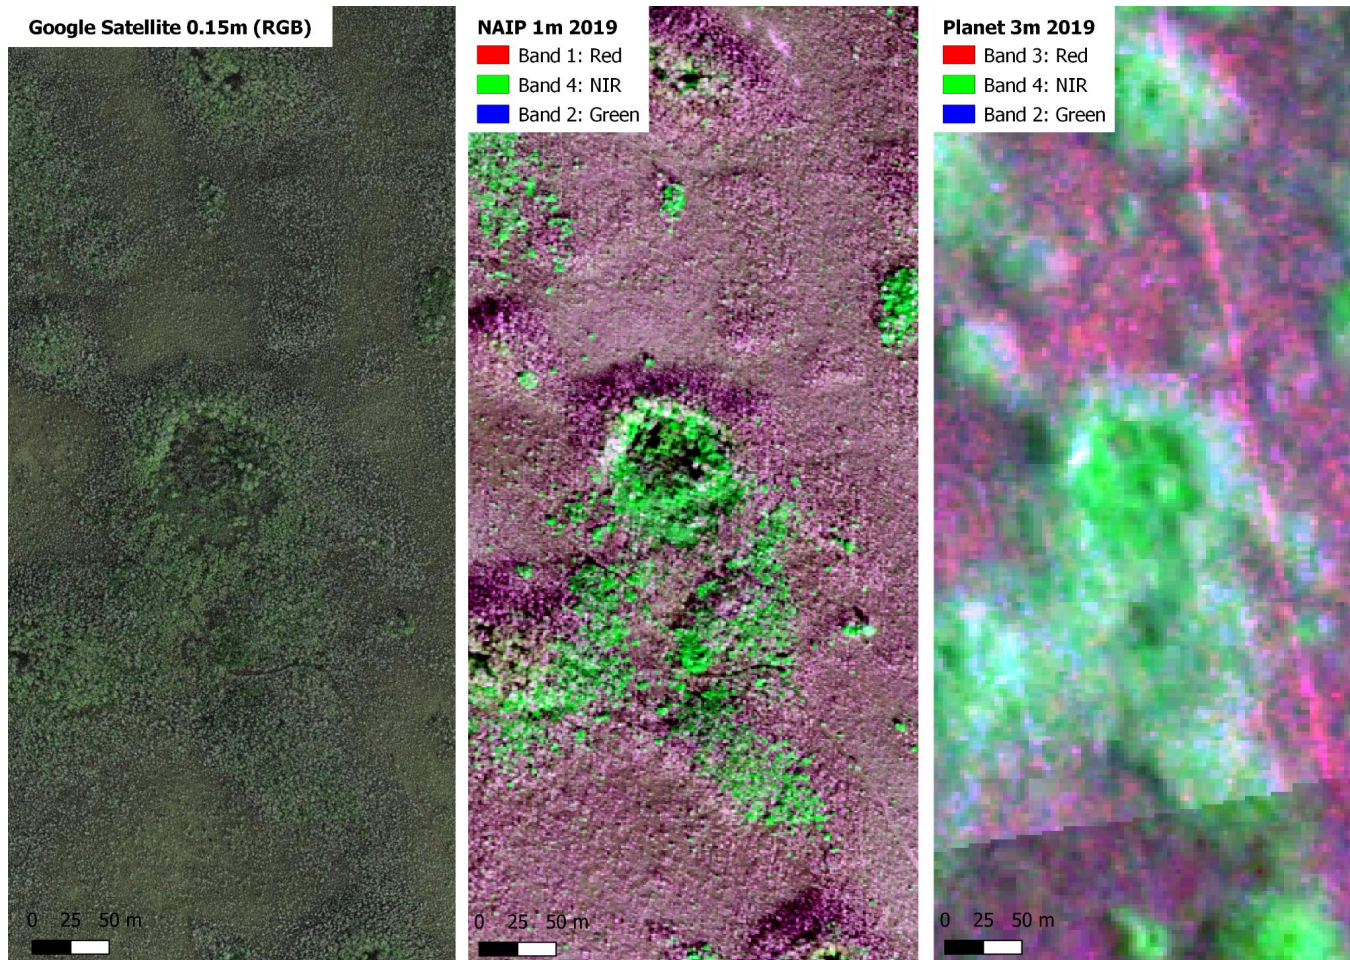 Google Satellite 0.15m (RGB)
NAIP 1m 2019
Band 1: Red
Band 4: NIR
Band 2: Green
Planet 3m 2019
Band 3: Red
Band 4: NIR
Band 2: Green
0 25 50 m
0 25 50 m
0 25 50 m